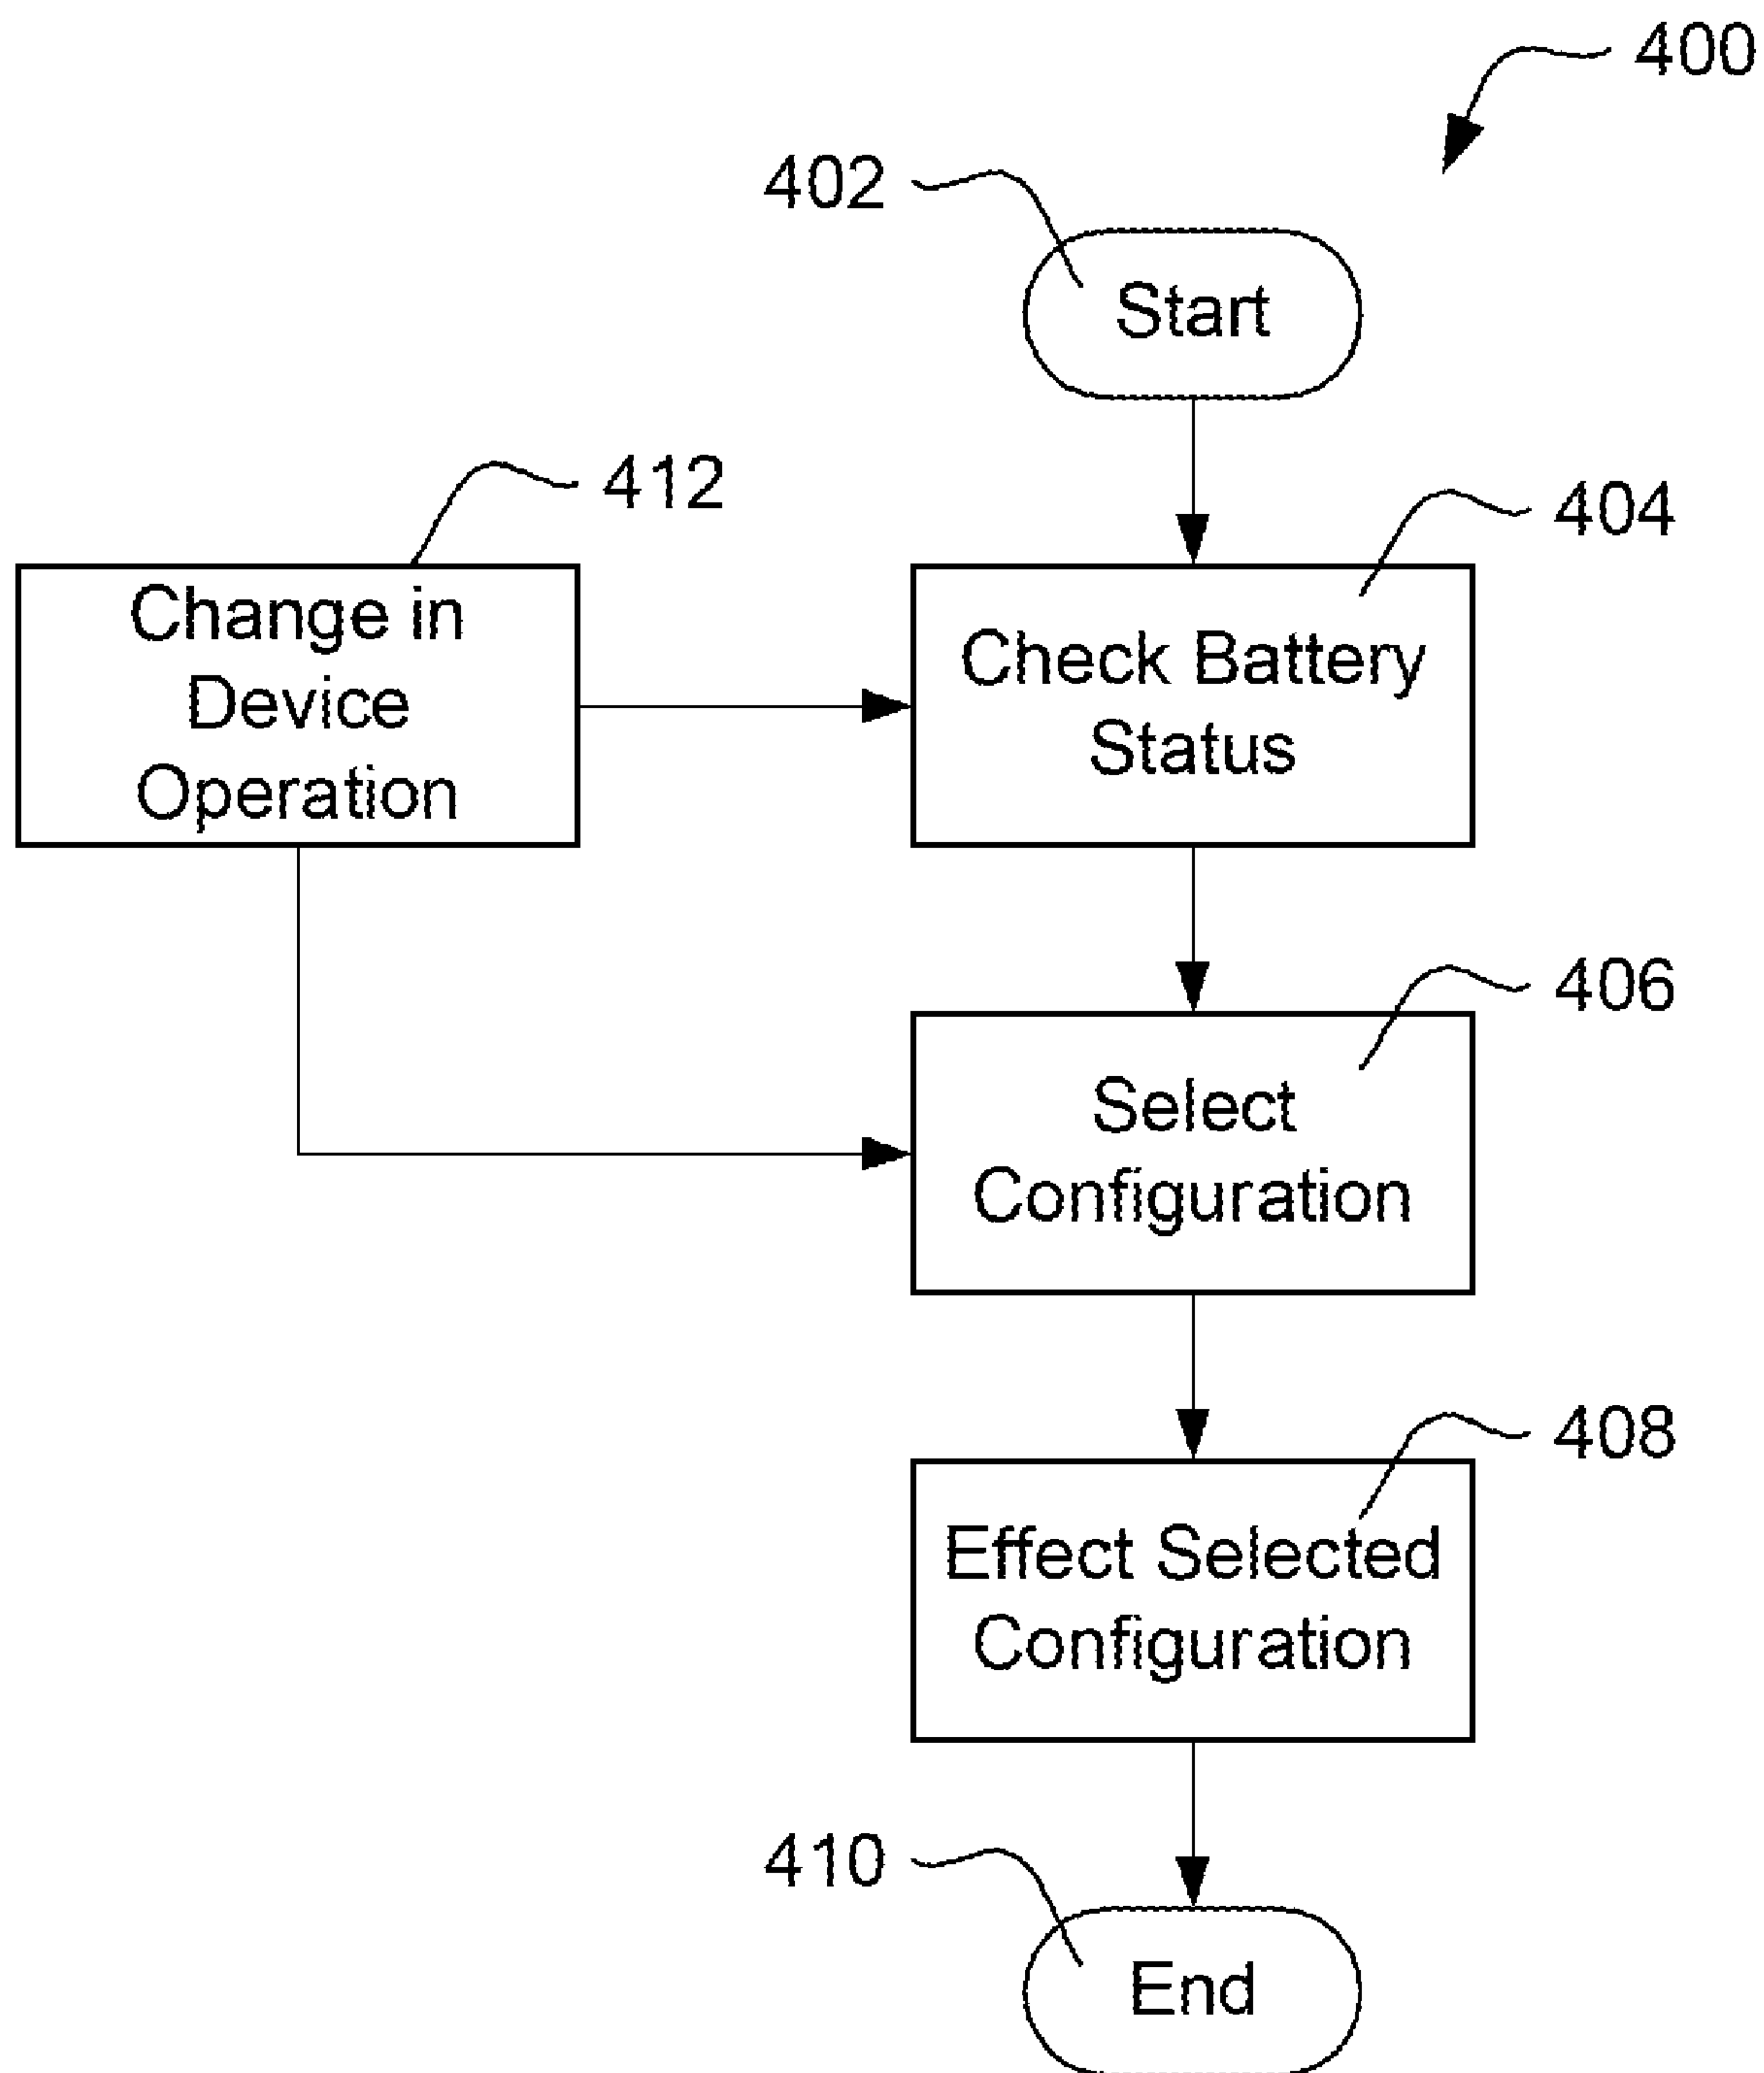 400
402
Start
412
404
Change in
Device
Operation
Check Battery
Status
406
Select
Configuration
408
Effect Selected
Configuration
410
End